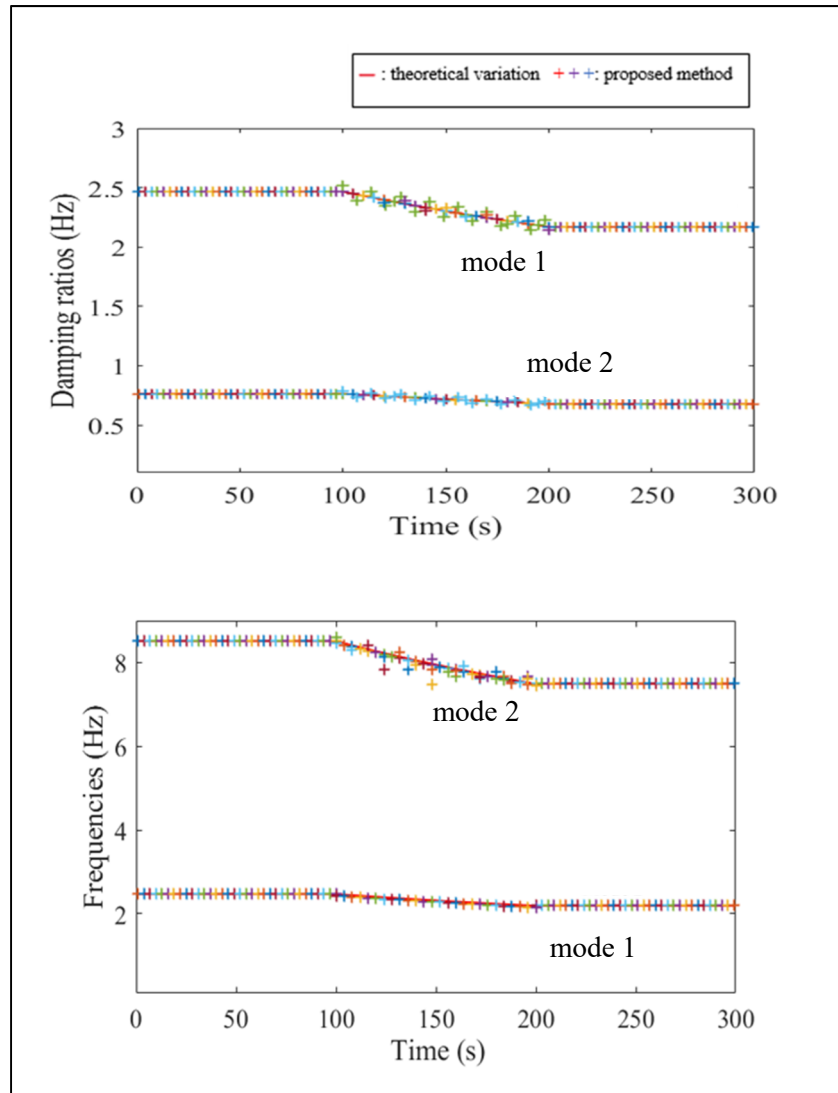 — : theoretical variation +++: proposed method
3
2.5
2
1.5
1
0.5
Damping ratios (Hz)
mode 1
mode 2
0 50 100 150 200 250 300
Time (s)
8
6
4
2
Frequencies (Hz)
mode 2
mode 1
0 50 100 150 200 250 300
Time (s)